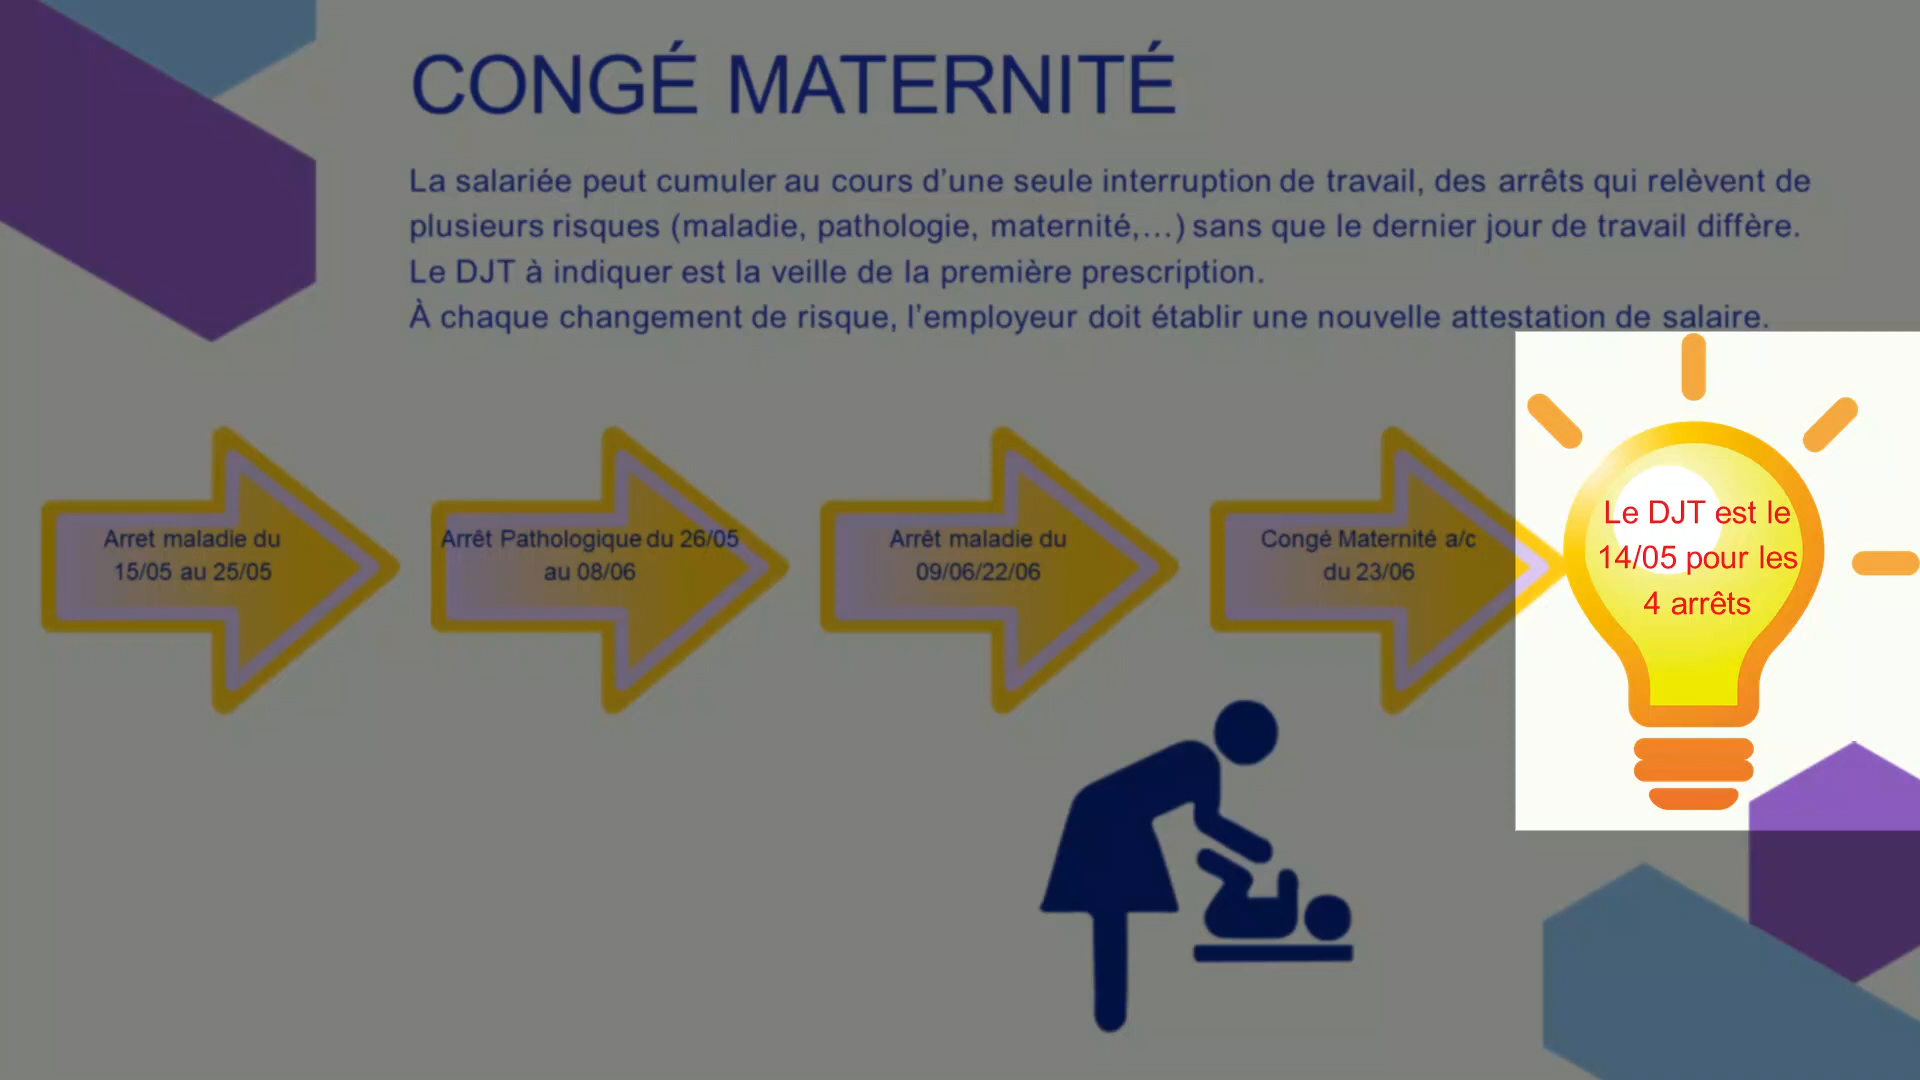 CONGÉ MATERNITÉ
La salariée peut cumuler au cours d’une seule interruption de travail, des arrêts qui relèvent de
plusieurs risques (maladie, pathologie, maternité,…) sans que le dernier jour de travail diffère.
Le DJT à indiquer est la veille de la première prescription.
À chaque changement de risque, l’employeur doit établir une nouvelle attestation de salaire.
Arret maladie du
15/05 au 25/05
Arrêt Pathologique du 26/05
au 08/06
Arrêt maladie du
09/06/22/06
Congé Maternité a/c
du 23/06
Le DJT est le
14/05 pour les
4 arrêts